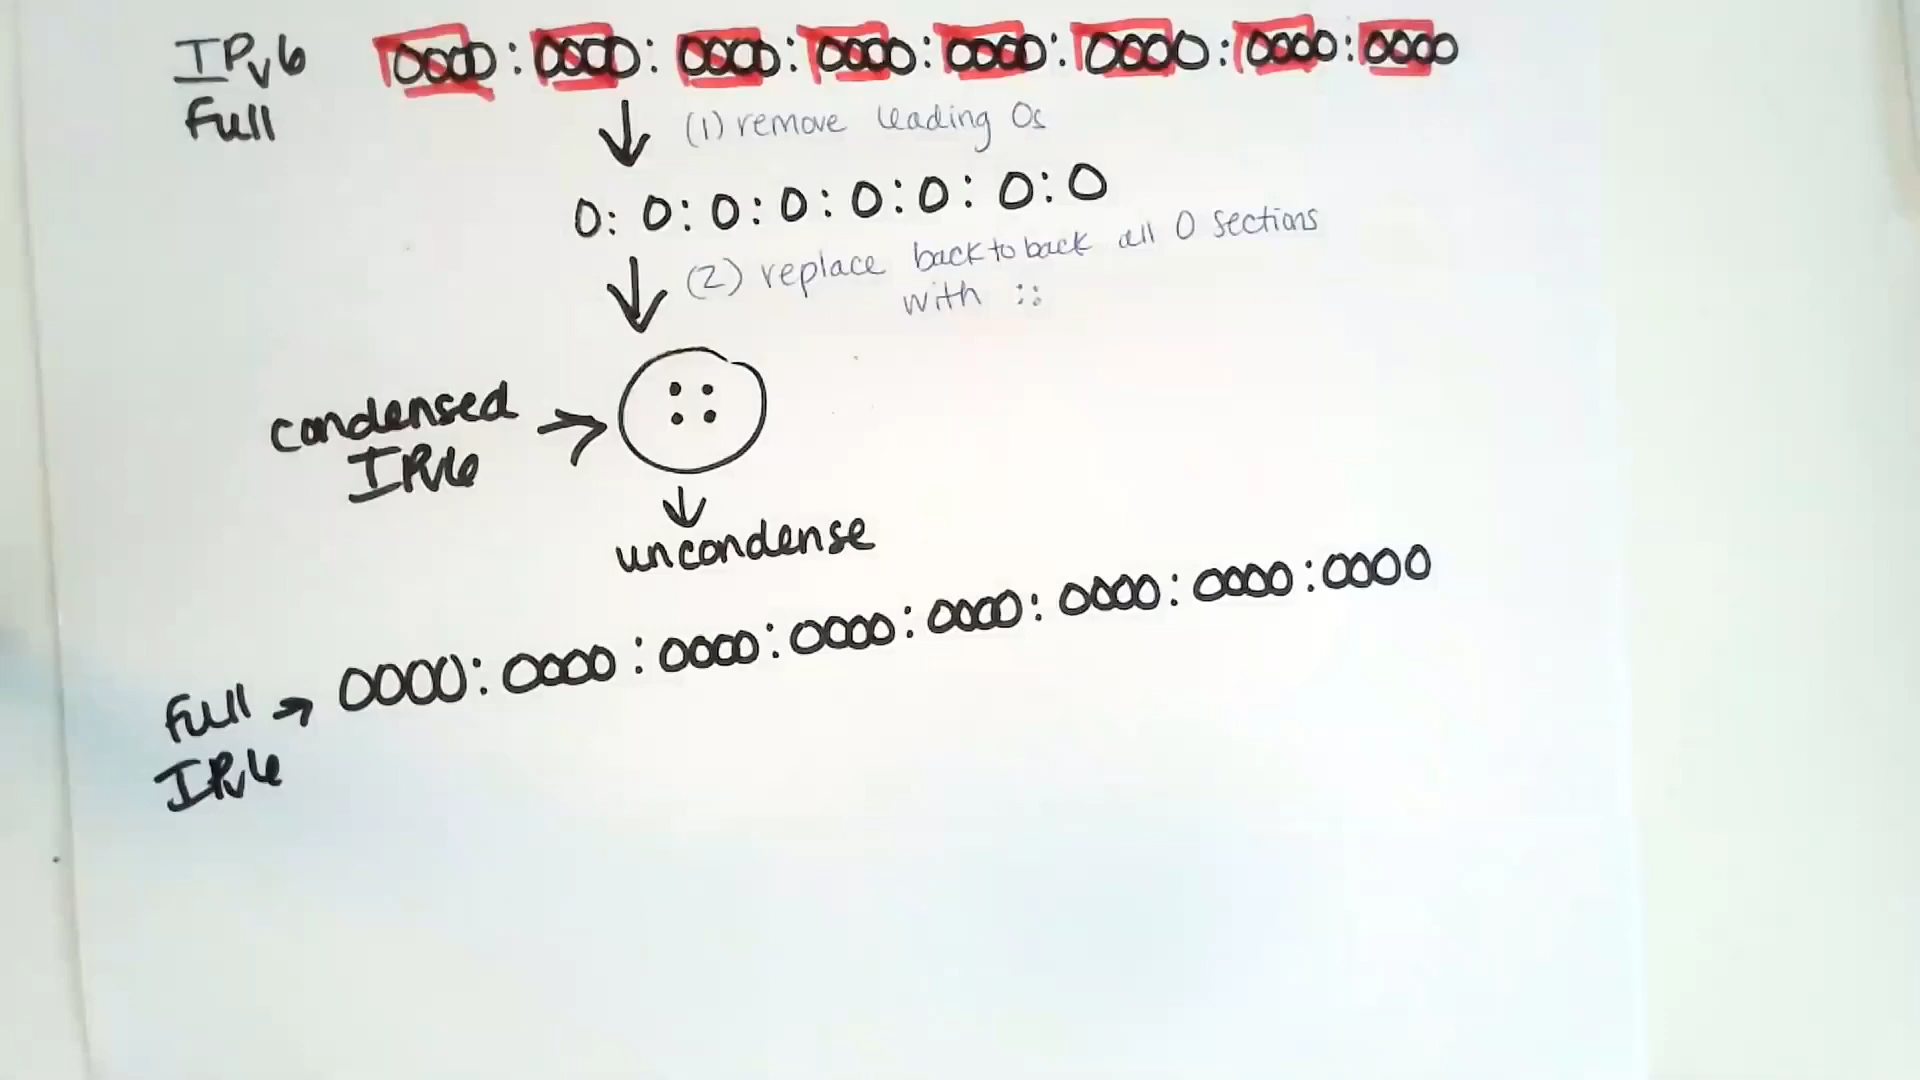 IPv6 0000:0000:0000:0000:0000:0000:0000:0000
Full
(1) remove leading 0s
0:0:0:0:0:0:0:0
(2) replace back to back all 0 sections
with ::
condensed
IPv6
::
uncondense
Full → 0000:0000:0000:0000:0000:0000:0000:0000
IPv6